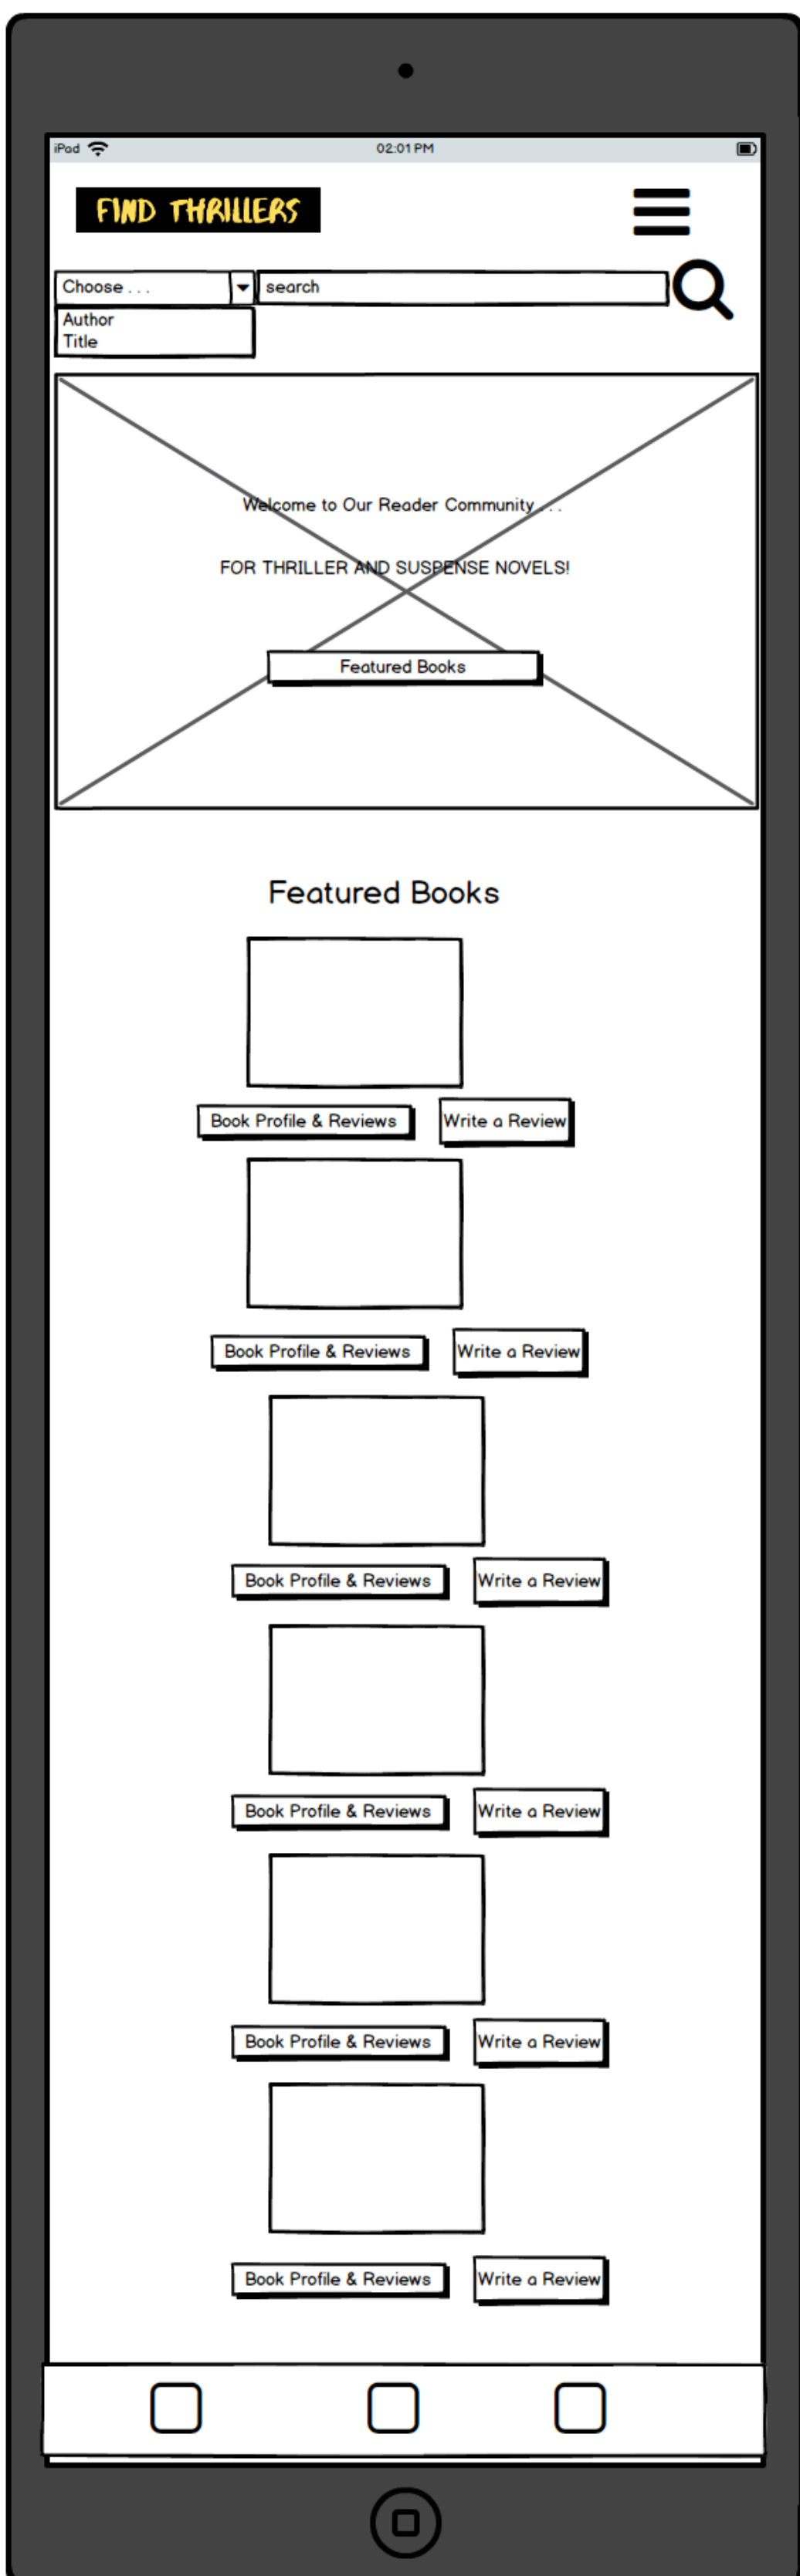 iPad 02:01 PM
FIND THRILLERS
Choose . . . search
Author
Title
Welcome to Our Reader Community . . .
FOR THRILLER AND SUSPENSE NOVELS!
Featured Books
Featured Books
Book Profile & Reviews Write a Review
Book Profile & Reviews Write a Review
Book Profile & Reviews Write a Review
Book Profile & Reviews Write a Review
Book Profile & Reviews Write a Review
Book Profile & Reviews Write a Review